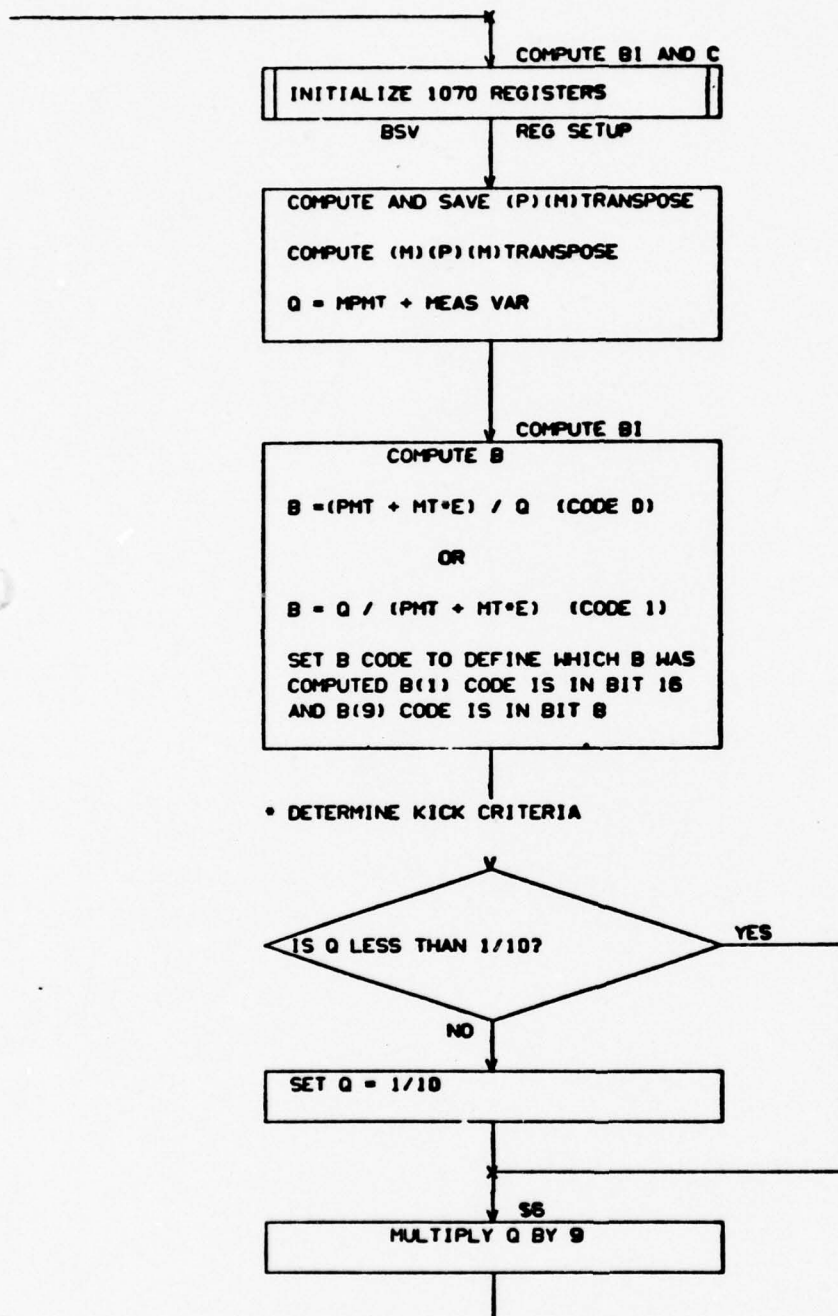 COMPUTE BI AND C
INITIALIZE 1070 REGISTERS
BSV REG SETUP
COMPUTE AND SAVE (P)(M)TRANSPOSE
COMPUTE (M)(P)(M)TRANSPOSE
Q = MPMT + MEAS VAR
COMPUTE BI
COMPUTE B
B =(PMT + MT*E) / Q (CODE 0)
OR
B = Q / (PMT + MT*E) (CODE 1)
SET B CODE TO DEFINE WHICH B WAS
COMPUTED B(1) CODE IS IN BIT 16
AND B(9) CODE IS IN BIT 8
* DETERMINE KICK CRITERIA
IS Q LESS THAN 1/10?
YES
NO
SET Q = 1/10
S6
MULTIPLY Q BY 9